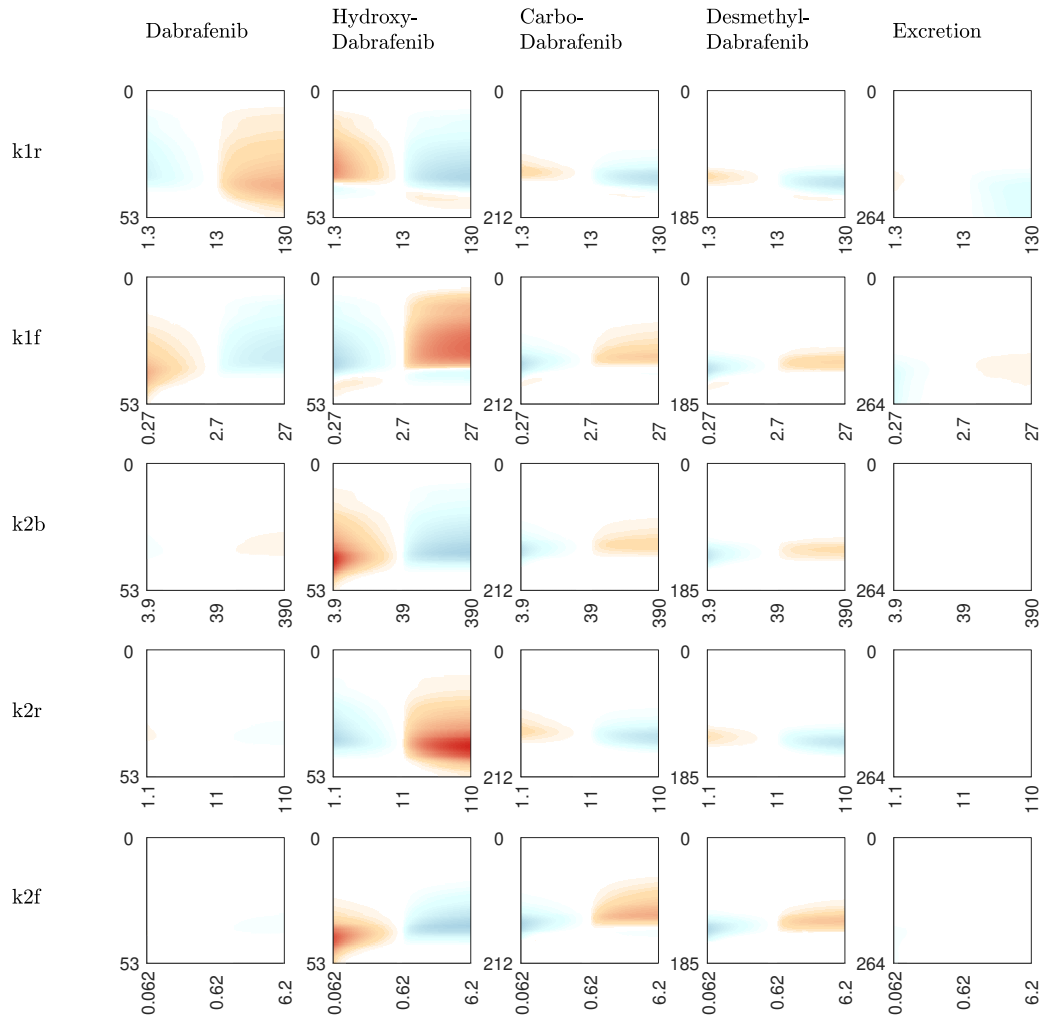 Dabrafenib
Hydroxy-
Dabrafenib
Carbo-
Dabrafenib
Desmethyl-
Dabrafenib
Excretion
k1r
0 0 0 0 0
53 53 212 185 264
1.3 13 130 1.3 13 130 1.3 13 130 1.3 13 130 1.3 13 130
k1f
0 0 0 0 0
53 53 212 185 264
0.27 2.7 27 0.27 2.7 27 0.27 2.7 27 0.27 2.7 27 0.27 2.7 27
k2b
0 0 0 0 0
53 53 212 185 264
3.9 39 390 3.9 39 390 3.9 39 390 3.9 39 390 3.9 39 390
k2r
0 0 0 0 0
53 53 212 185 264
1.1 11 110 1.1 11 110 1.1 11 110 1.1 11 110 1.1 11 110
k2f
0 0 0 0 0
53 53 212 185 264
0.062 0.62 6.2 0.062 0.62 6.2 0.062 0.62 6.2 0.062 0.62 6.2 0.062 0.62 6.2